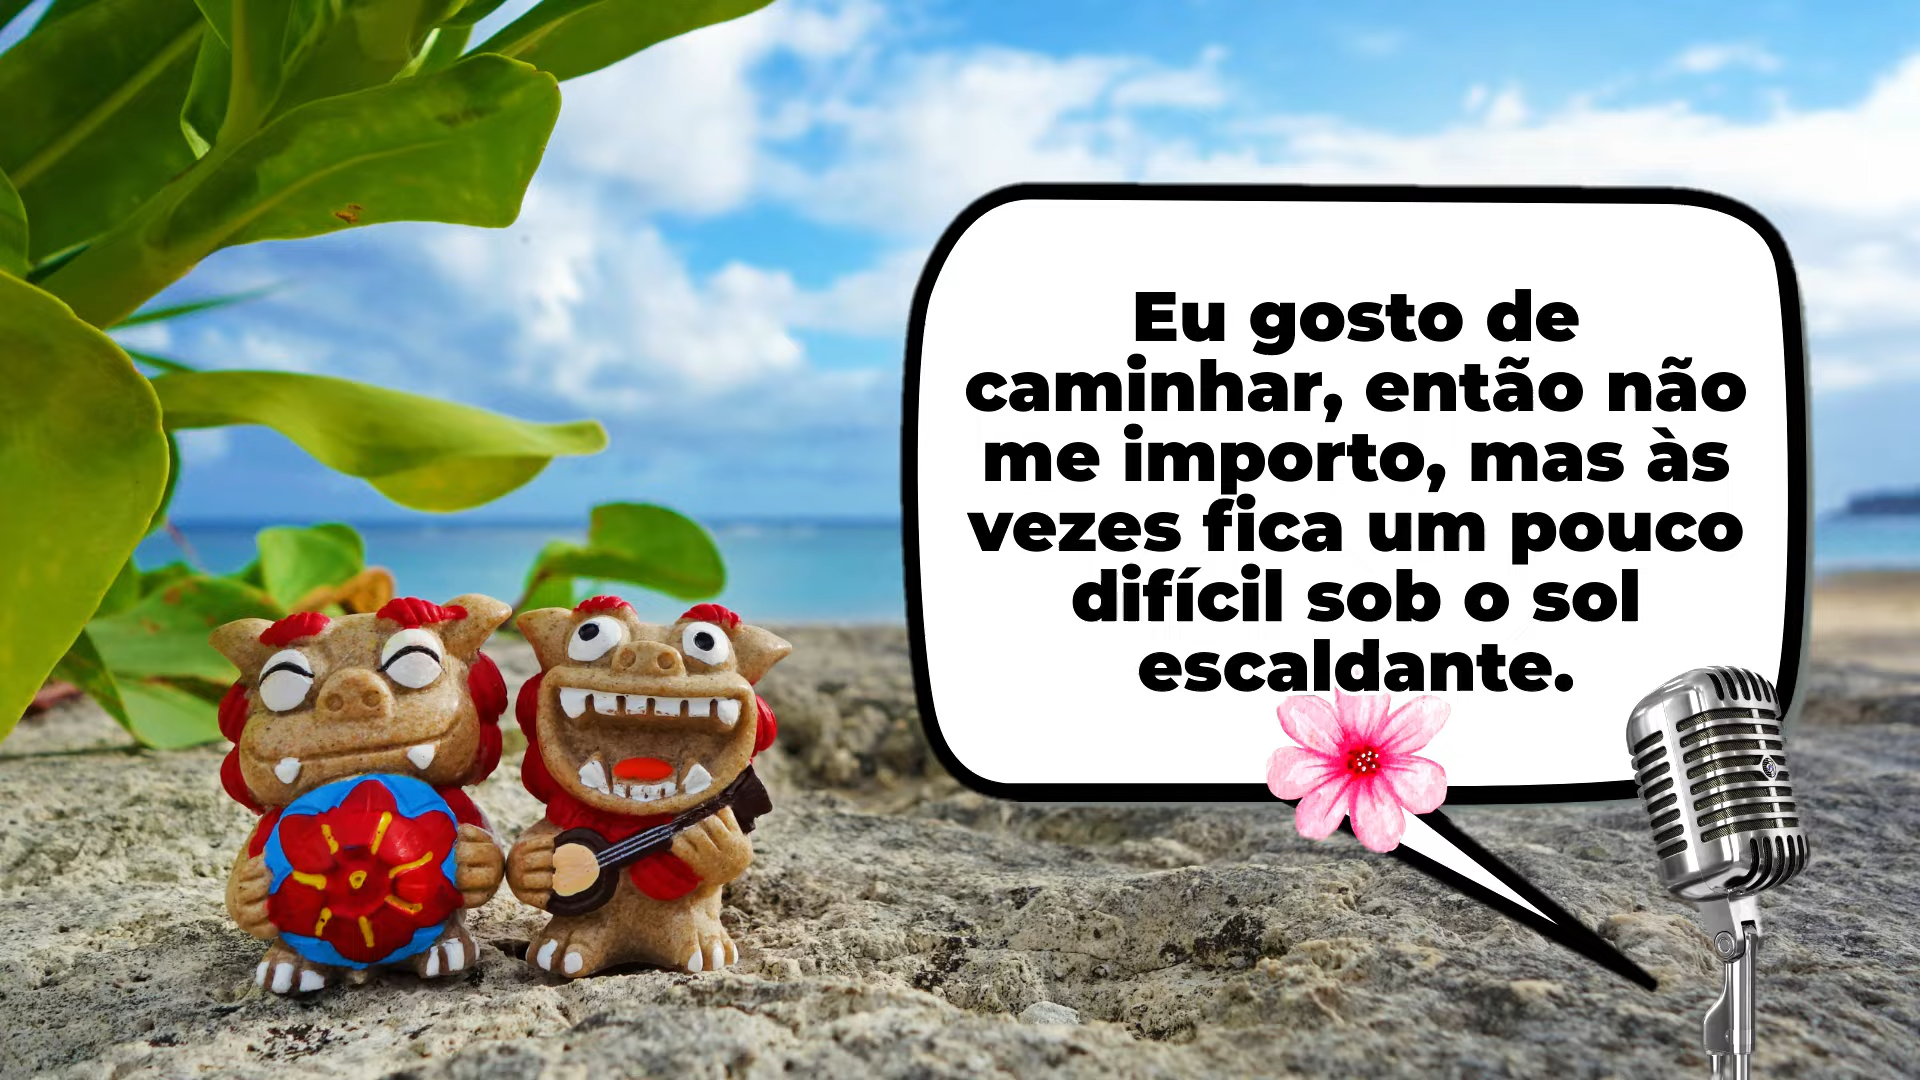 Eu gosto de
caminhar, então não
me importo, mas às
vezes fica um pouco
difícil sob o sol
escaldante.